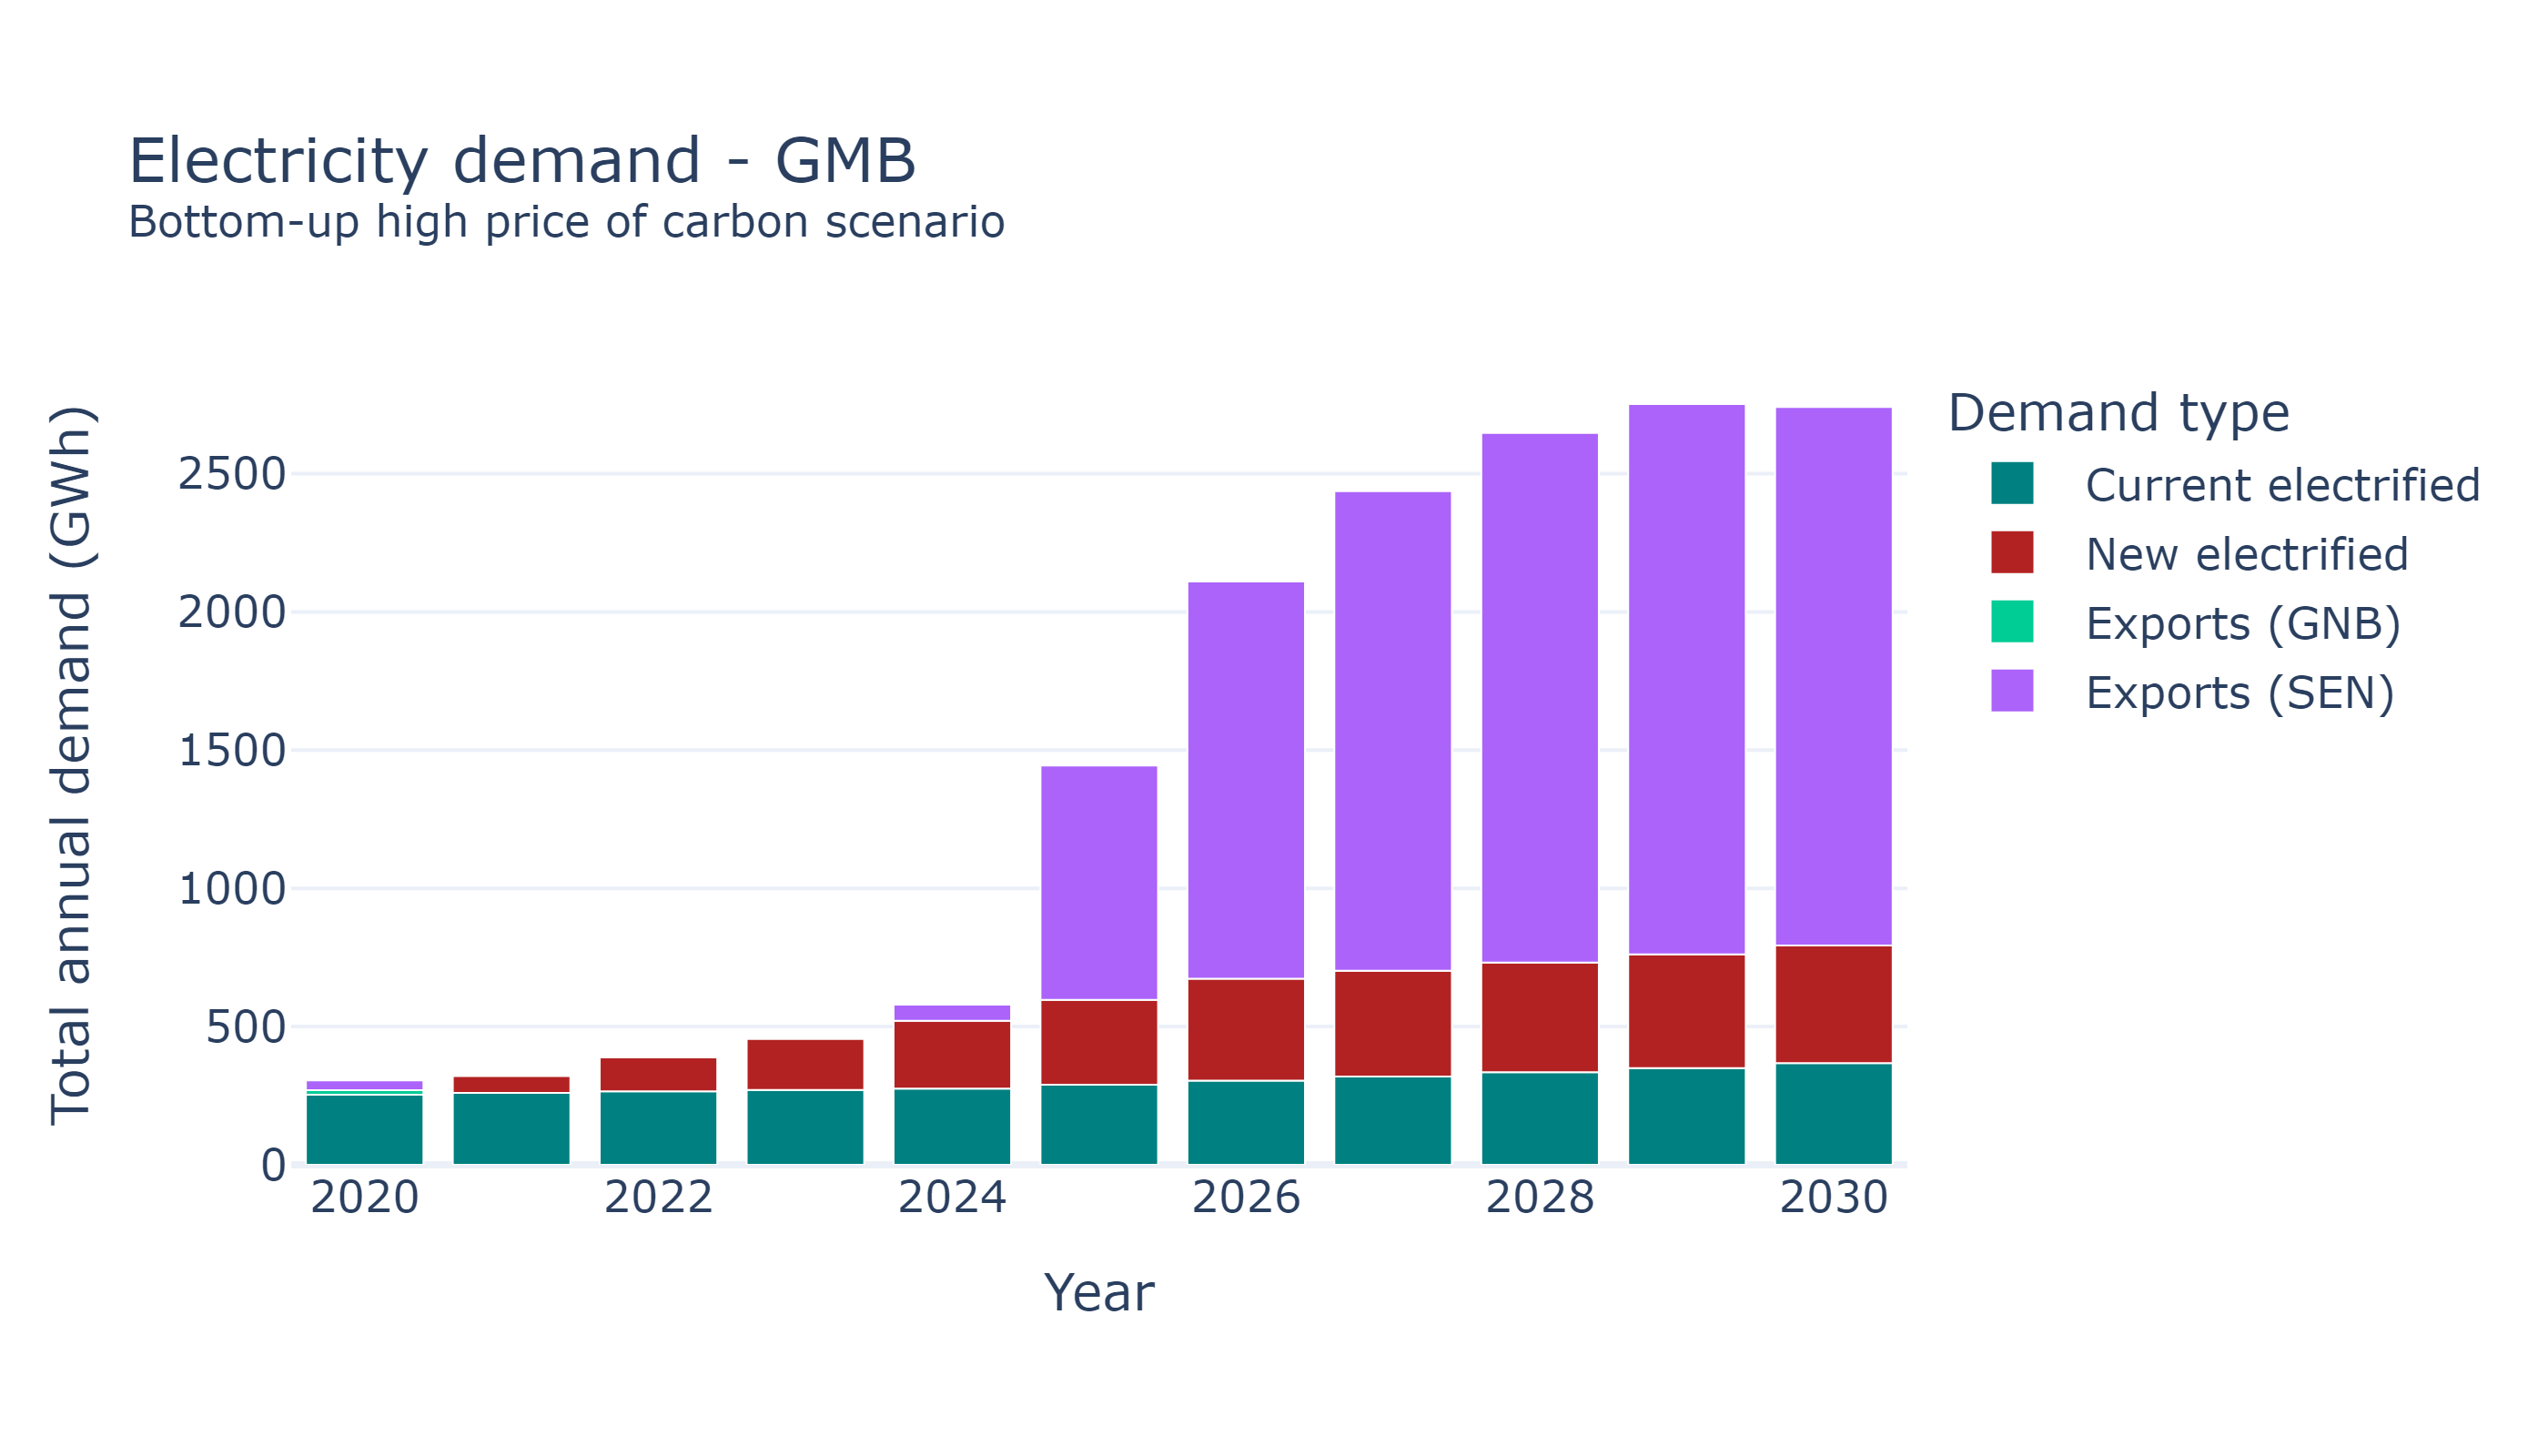 Electricity demand - GMB
Bottom-up high price of carbon scenario
Total annual demand (GWh)
2500
2000
1500
1000
500
0
2020
2022
2024
2026
2028
2030
Year
Demand type
Current electrified
New electrified
Exports (GNB)
Exports (SEN)